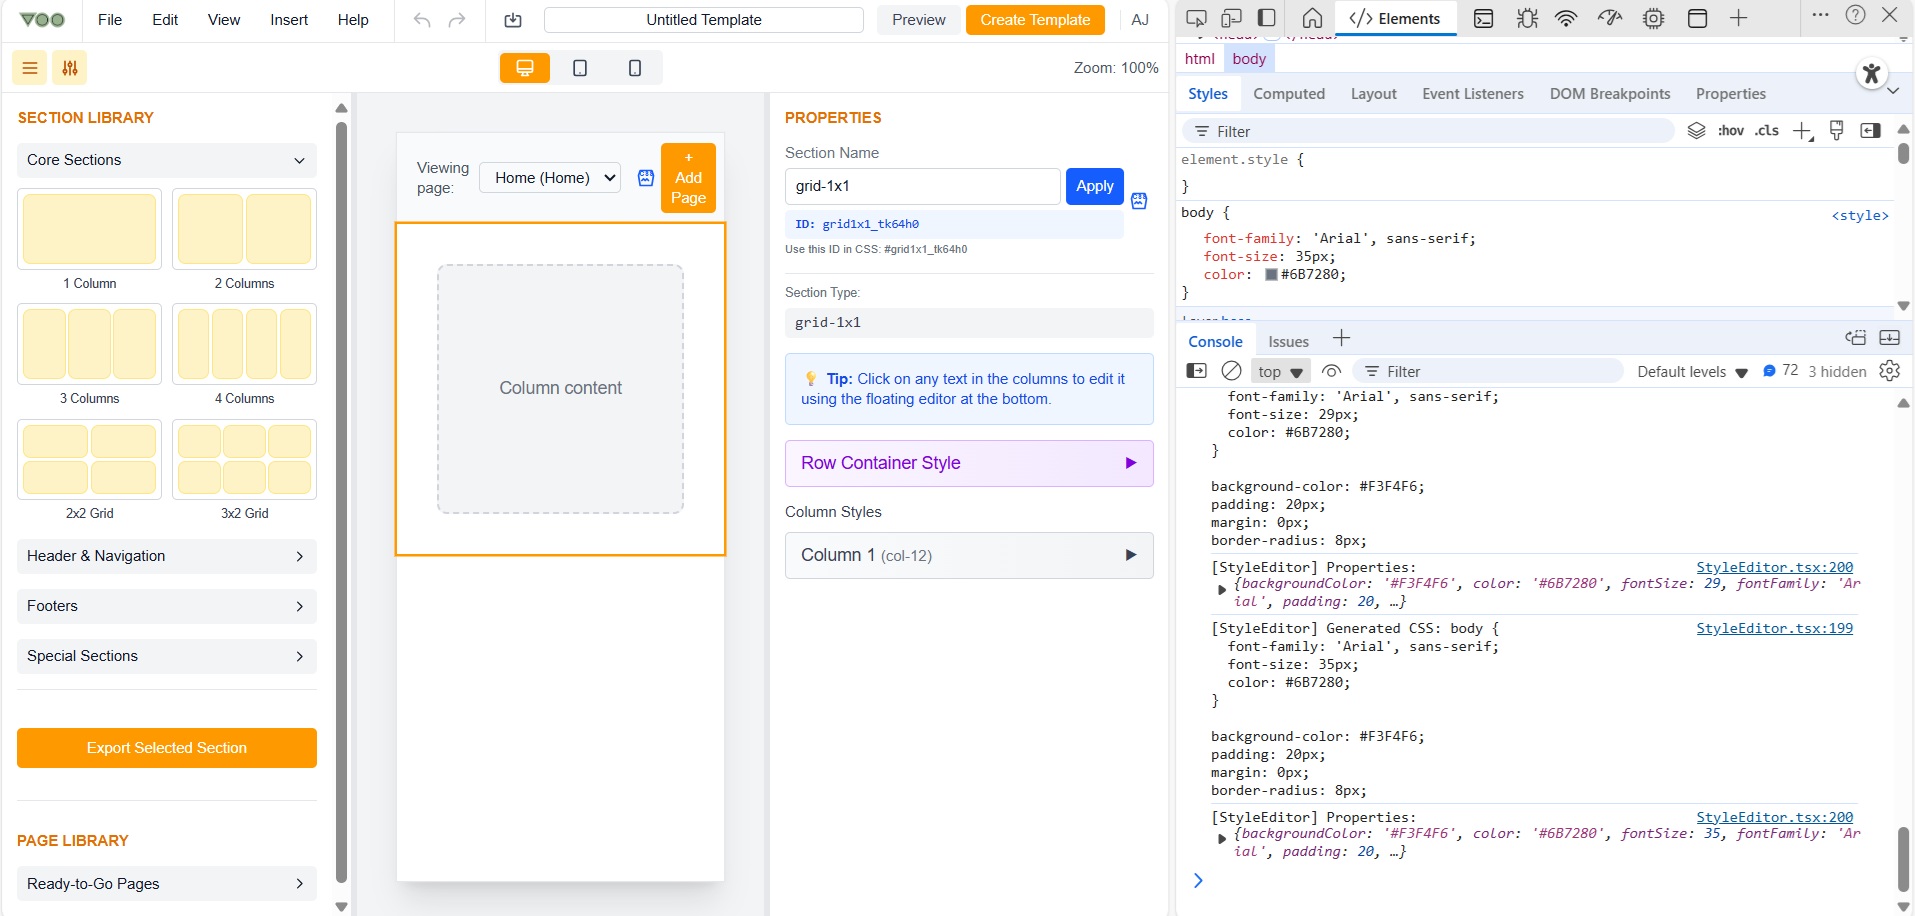 VOO
File
Edit
View
Insert
Help
Untitled Template
Preview
Create Template
AJ
Zoom: 100%
SECTION LIBRARY
Core Sections
1 Column
2 Columns
3 Columns
4 Columns
2x2 Grid
3x2 Grid
Header & Navigation
Footers
Special Sections
Export Selected Section
PAGE LIBRARY
Ready-to-Go Pages
Viewing
page:
Home (Home)
CSS
+
Add
Page
Column content
PROPERTIES
Section Name
grid-1x1
Apply
CSS
ID: grid1x1_tk64h0
Use this ID in CSS: #grid1x1_tk64h0
Section Type:
grid-1x1
💡 Tip: Click on any text in the columns to edit it
using the floating editor at the bottom.
Row Container Style
Column Styles
Column 1 (col-12)
</> Elements
html
body
Styles
Computed
Layout
Event Listeners
DOM Breakpoints
Properties
Filter
:hov
.cls
element.style {
}
body {
<style>
font-family: 'Arial', sans-serif;
font-size: 35px;
color: #6B7280;
}
Console
Issues
top
Filter
Default levels
72
3 hidden
font-family: 'Arial', sans-serif;
font-size: 29px;
color: #6B7280;
}
background-color: #F3F4F6;
padding: 20px;
margin: 0px;
border-radius: 8px;
[StyleEditor] Properties:
StyleEditor.tsx:200
{backgroundColor: '#F3F4F6', color: '#6B7280', fontSize: 29, fontFamily: 'Ar
ial', padding: 20, …}
[StyleEditor] Generated CSS: body {
StyleEditor.tsx:199
font-family: 'Arial', sans-serif;
font-size: 35px;
color: #6B7280;
}
background-color: #F3F4F6;
padding: 20px;
margin: 0px;
border-radius: 8px;
[StyleEditor] Properties:
StyleEditor.tsx:200
{backgroundColor: '#F3F4F6', color: '#6B7280', fontSize: 35, fontFamily: 'Ar
ial', padding: 20, …}